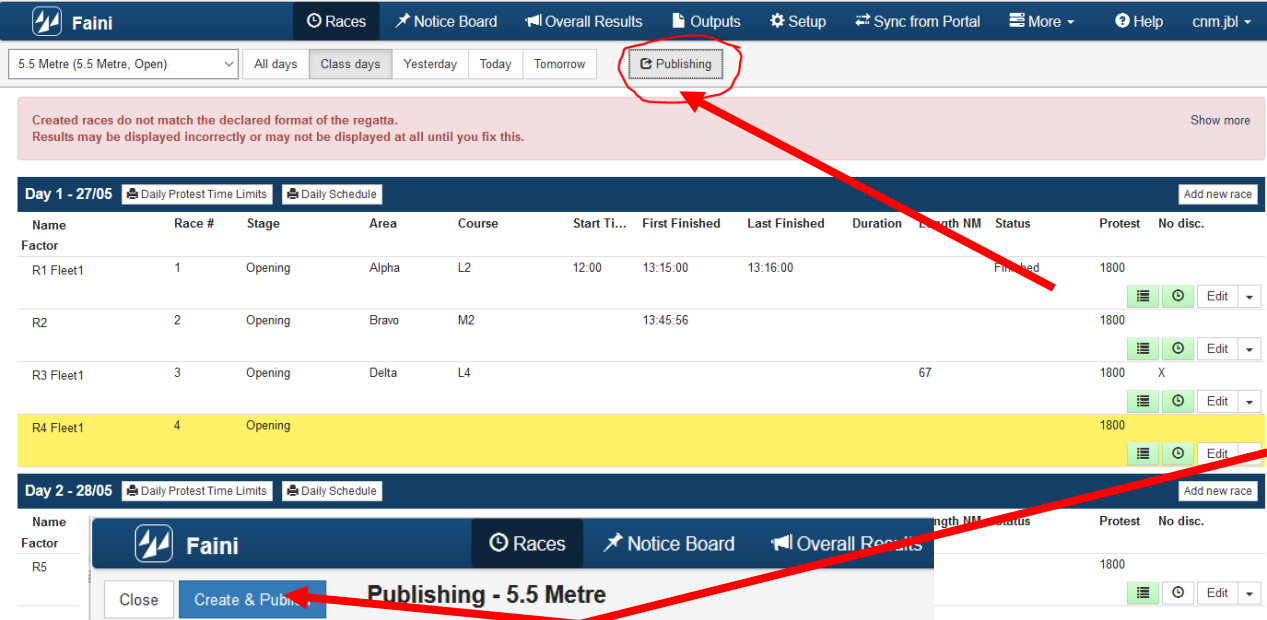 Faini Races Notice Board Overall Results Outputs Setup Sync from Portal More Help cnm.jbl
5.5 Metre (5.5 Metre, Open) All days Class days Yesterday Today Tomorrow Publishing
Created races do not match the declared format of the regatta. Show more
Results may be displayed incorrectly or may not be displayed at all until you fix this.
Day 1 - 27/05 Daily Protest Time Limits Daily Schedule Add new race
Name Race # Stage Area Course Start Ti... First Finished Last Finished Duration Length NM Status Protest No disc.
Factor
R1 Fleet1 1 Opening Alpha L2 12:00 13:15:00 13:16:00 Finished 1800
Edit
R2 2 Opening Bravo M2 13:45:56 1800
Edit
R3 Fleet1 3 Opening Delta L4 67 1800 X
Edit
R4 Fleet1 4 Opening 1800
Edit
Day 2 - 28/05 Daily Protest Time Limits Daily Schedule Add new race
Name ngth NM Status Protest No disc.
Factor
R5 1800
Edit
Faini Races Notice Board Overall Results
Close Create & Publish Publishing - 5.5 Metre